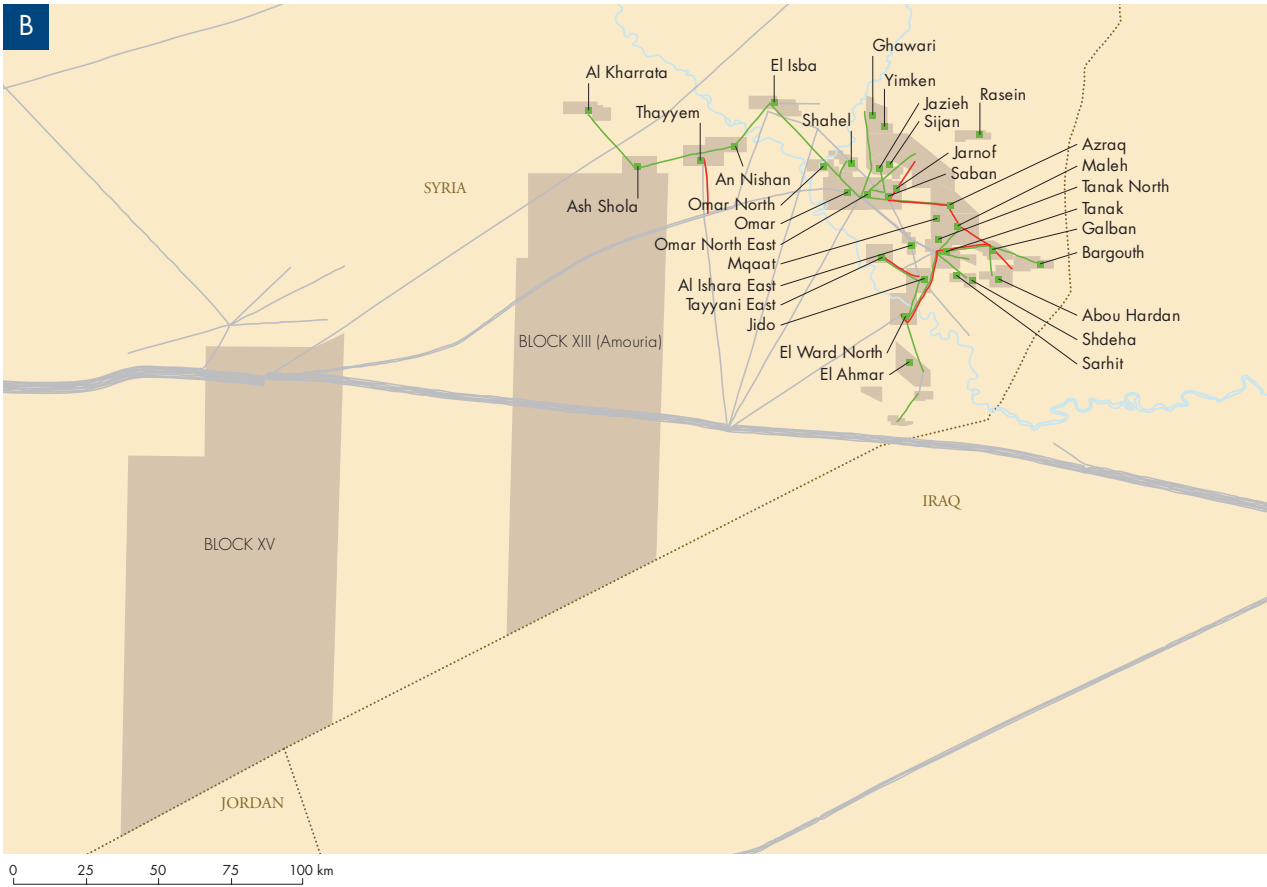 B
Ghawari
El Isba
Al Kharrata
Yimken
Rasein
Jazieh
Thayyem
Shahel
Sijan
Azraq
Jarnof
Maleh
Saban
An Nishan
Tanak North
SYRIA
Omar North
Ash Shola
Tanak
Omar
Galban
Omar North East
Bargouth
Mqaat
Al Ishara East
Tayyani East
Abou Hardan
Jido
Shdeha
BLOCK XIII (Amouria)
El Ward North
Sarhit
El Ahmar
IRAQ
BLOCK XV
JORDAN
0 25 50 75 100 km